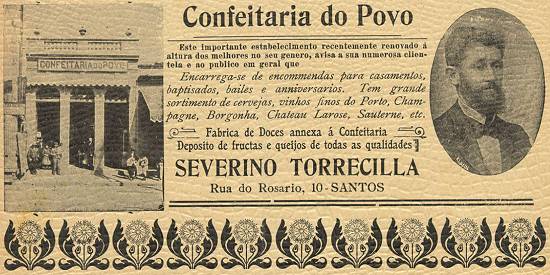 Confeitaria do Povo
CONFEITARIA DO POVO
Este importante estabelecimento recentemente renovado á
altura dos melhores no seu genero, avisa a sua numerosa clien-
tela e ao publico em geral que
Encarrega-se de encommendas para casamentos,
baptisados, bailes e anniversarios. Tem grande
sortimento de cervejas, vinhos finos do Porto, Cham-
pagne, Borgonha, Chateau Larose, Sauterne, etc.
Fabrica de Doces annexa á Confeitaria
Deposito de fructas e queijos de todas as qualidades
SEVERINO TORRECILLA
Rua do Rosario, 10-SANTOS